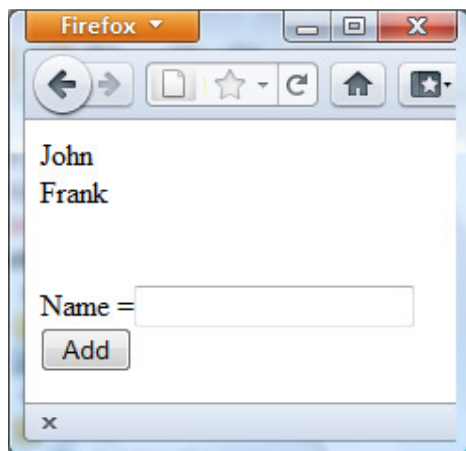 Firefox
John
Frank
Name =
Add
x